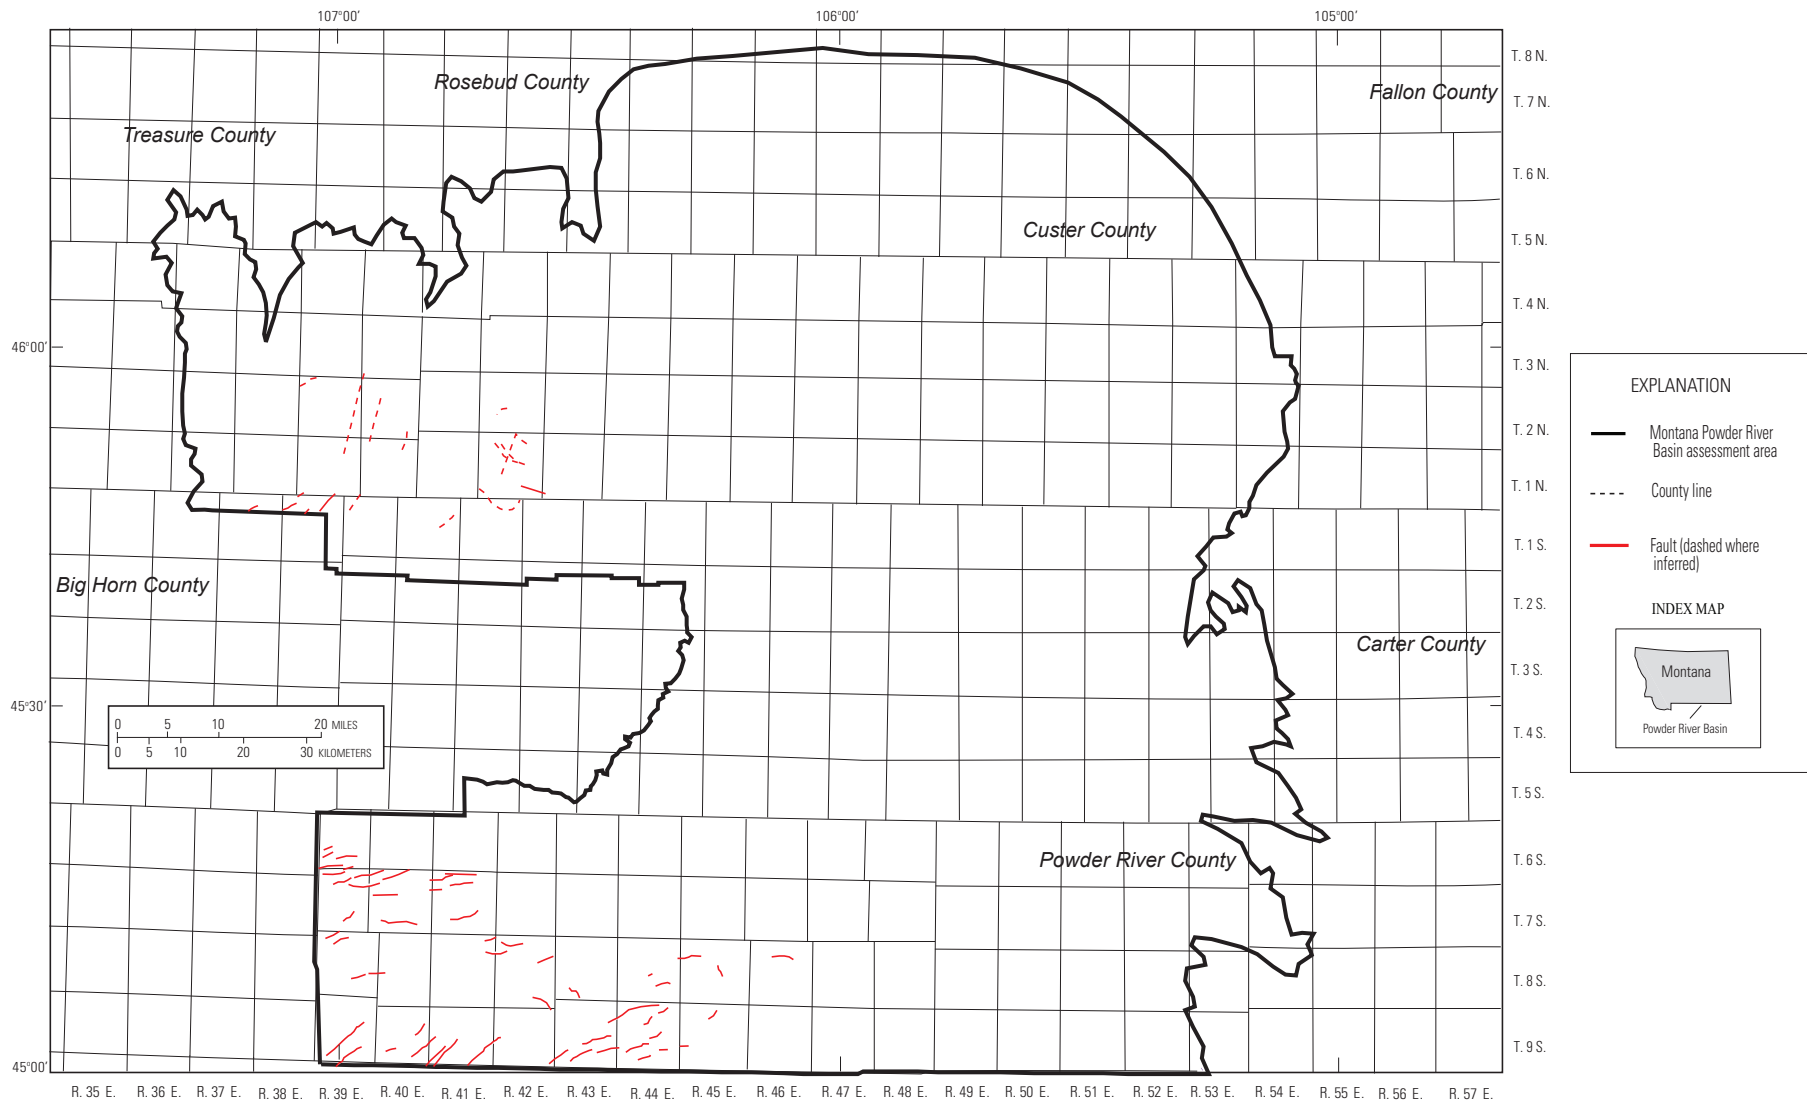 107°00' 106°00' 105°00'
T. 8 N.
Rosebud County
Fallon County
T. 7 N.
Treasure County
T. 6 N.
Custer County
T. 5 N.
T. 4 N.
46°00'
T. 3 N.
EXPLANATION
Montana Powder River
Basin assessment area
County line
Fault (dashed where
inferred)
INDEX MAP
Montana
Powder River Basin
T. 2 N.
T. 1 N.
T. 1 S.
Big Horn County
T. 2 S.
Carter County
T. 3 S.
45°30'
0 5 10 20 MILES
0 5 10 20 30 KILOMETERS
T. 4 S.
T. 5 S.
Powder River County
T. 6 S.
T. 7 S.
T. 8 S.
T. 9 S.
45°00'
R. 35 E. R. 36 E. R. 37 E. R. 38 E. R. 39 E. R. 40 E. R. 41 E. R. 42 E. R. 43 E. R. 44 E. R. 45 E. R. 46 E. R. 47 E. R. 48 E. R. 49 E. R. 50 E. R. 51 E. R. 52 E. R. 53 E. R. 54 E. R. 55 E. R. 56 E. R. 57 E.